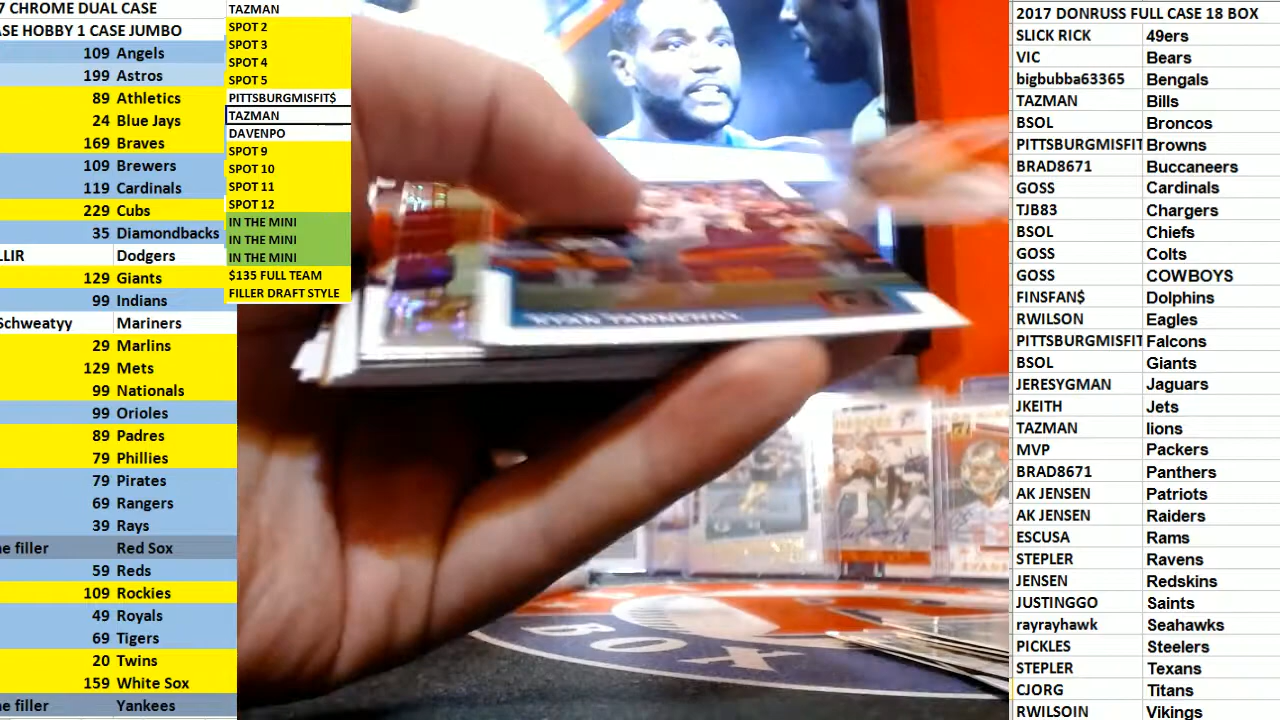 7 CHROME DUAL CASE
ASE HOBBY 1 CASE JUMBO
109 Angels
199 Astros
89 Athletics
24 Blue Jays
169 Braves
109 Brewers
119 Cardinals
229 Cubs
35 Diamondbacks
LLIR Dodgers
129 Giants
99 Indians
Schweatyy Mariners
29 Marlins
129 Mets
99 Nationals
99 Orioles
89 Padres
79 Phillies
79 Pirates
69 Rangers
39 Rays
ne filler Red Sox
59 Reds
109 Rockies
49 Royals
69 Tigers
20 Twins
159 White Sox
ne filler Yankees
TAZMAN
SPOT 2
SPOT 3
SPOT 4
SPOT 5
PITTSBURGMISFIT$
TAZMAN
DAVENPO
SPOT 9
SPOT 10
SPOT 11
SPOT 12
IN THE MINI
IN THE MINI
IN THE MINI
$135 FULL TEAM
FILLER DRAFT STYLE
RYAN TANNEHILL
BOX
2017 DONRUSS FULL CASE 18 BOX
SLICK RICK 49ers
VIC Bears
bigbubba63365 Bengals
TAZMAN Bills
BSOL Broncos
PITTSBURGMISFIT Browns
BRAD8671 Buccaneers
GOSS Cardinals
TJB83 Chargers
BSOL Chiefs
GOSS Colts
GOSS COWBOYS
FINSFAN$ Dolphins
RWILSON Eagles
PITTSBURGMISFIT Falcons
BSOL Giants
JERESYGMAN Jaguars
JKEITH Jets
TAZMAN lions
MVP Packers
BRAD8671 Panthers
AK JENSEN Patriots
AK JENSEN Raiders
ESCUSA Rams
STEPLER Ravens
JENSEN Redskins
JUSTINGGO Saints
rayrayhawk Seahawks
PICKLES Steelers
STEPLER Texans
CJORG Titans
RWILSOIN Vikings